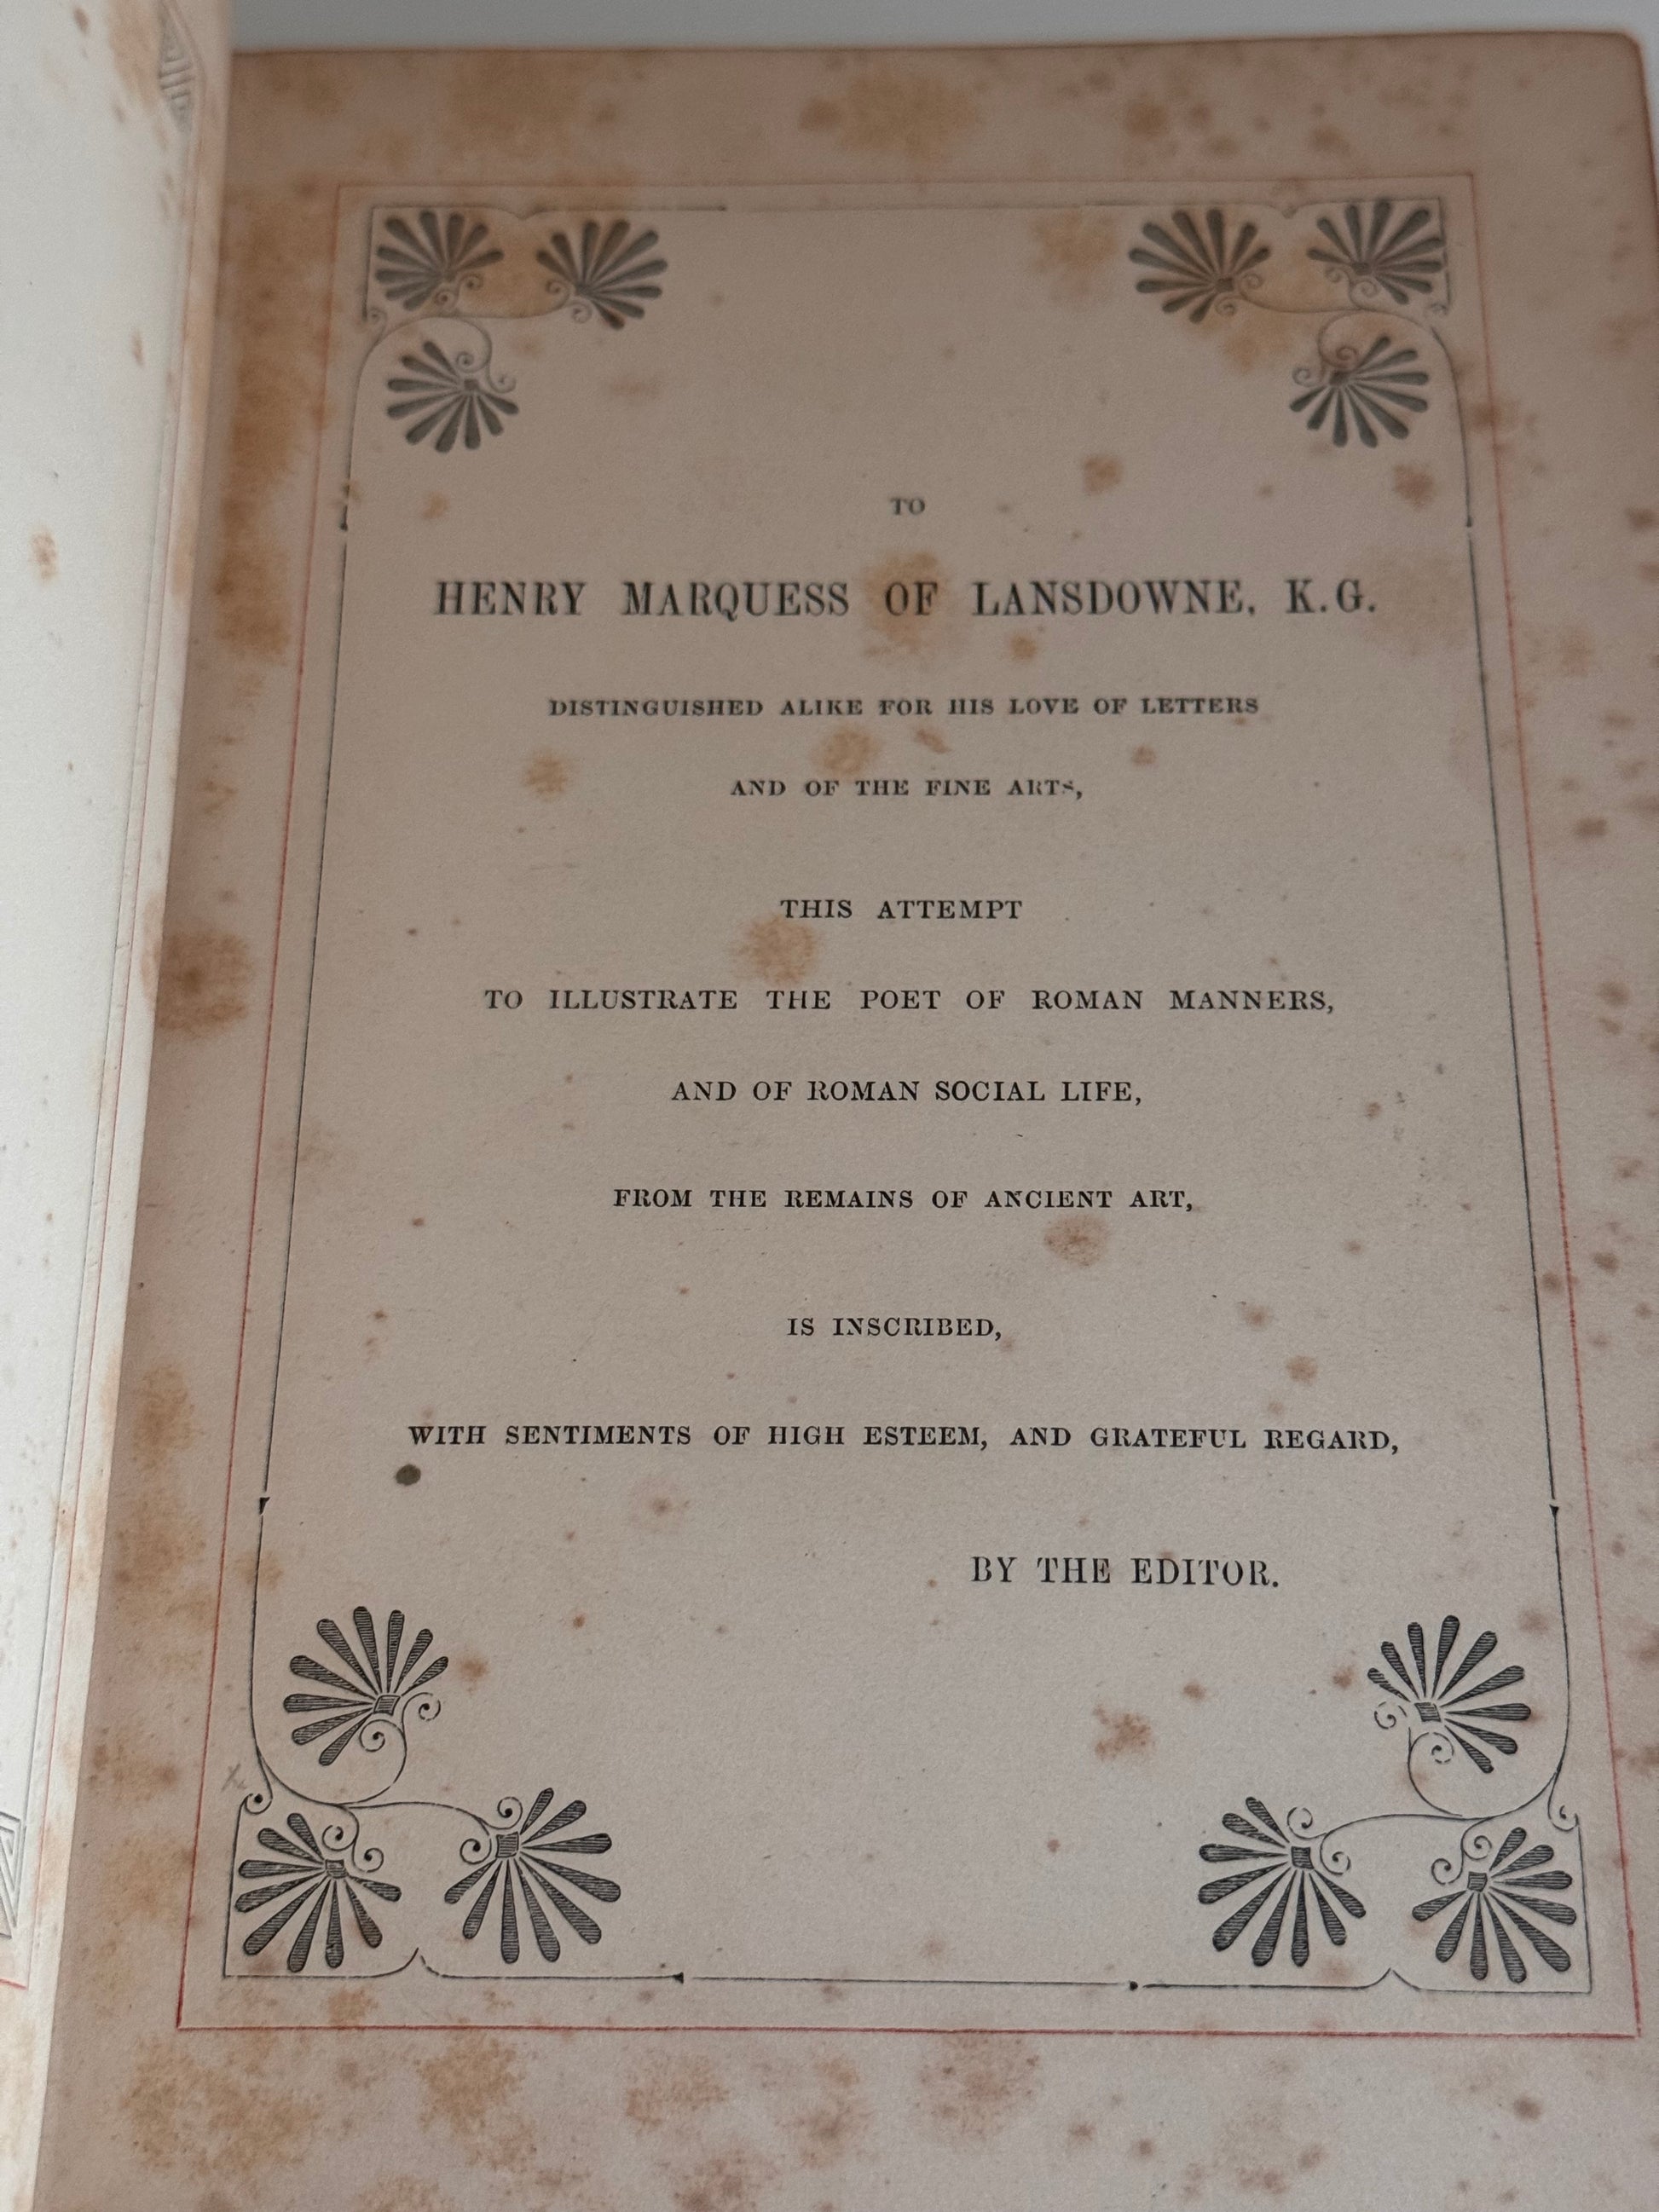 TO
HENRY MARQUESS OF LANSDOWNE, K.G.
DISTINGUISHED ALIKE FOR HIS LOVE OF LETTERS
AND OF THE FINE ARTS,
THIS ATTEMPT
TO ILLUSTRATE THE POET OF ROMAN MANNERS,
AND OF ROMAN SOCIAL LIFE,
FROM THE REMAINS OF ANCIENT ART,
IS INSCRIBED,
WITH SENTIMENTS OF HIGH ESTEEM, AND GRATEFUL REGARD,
BY THE EDITOR.